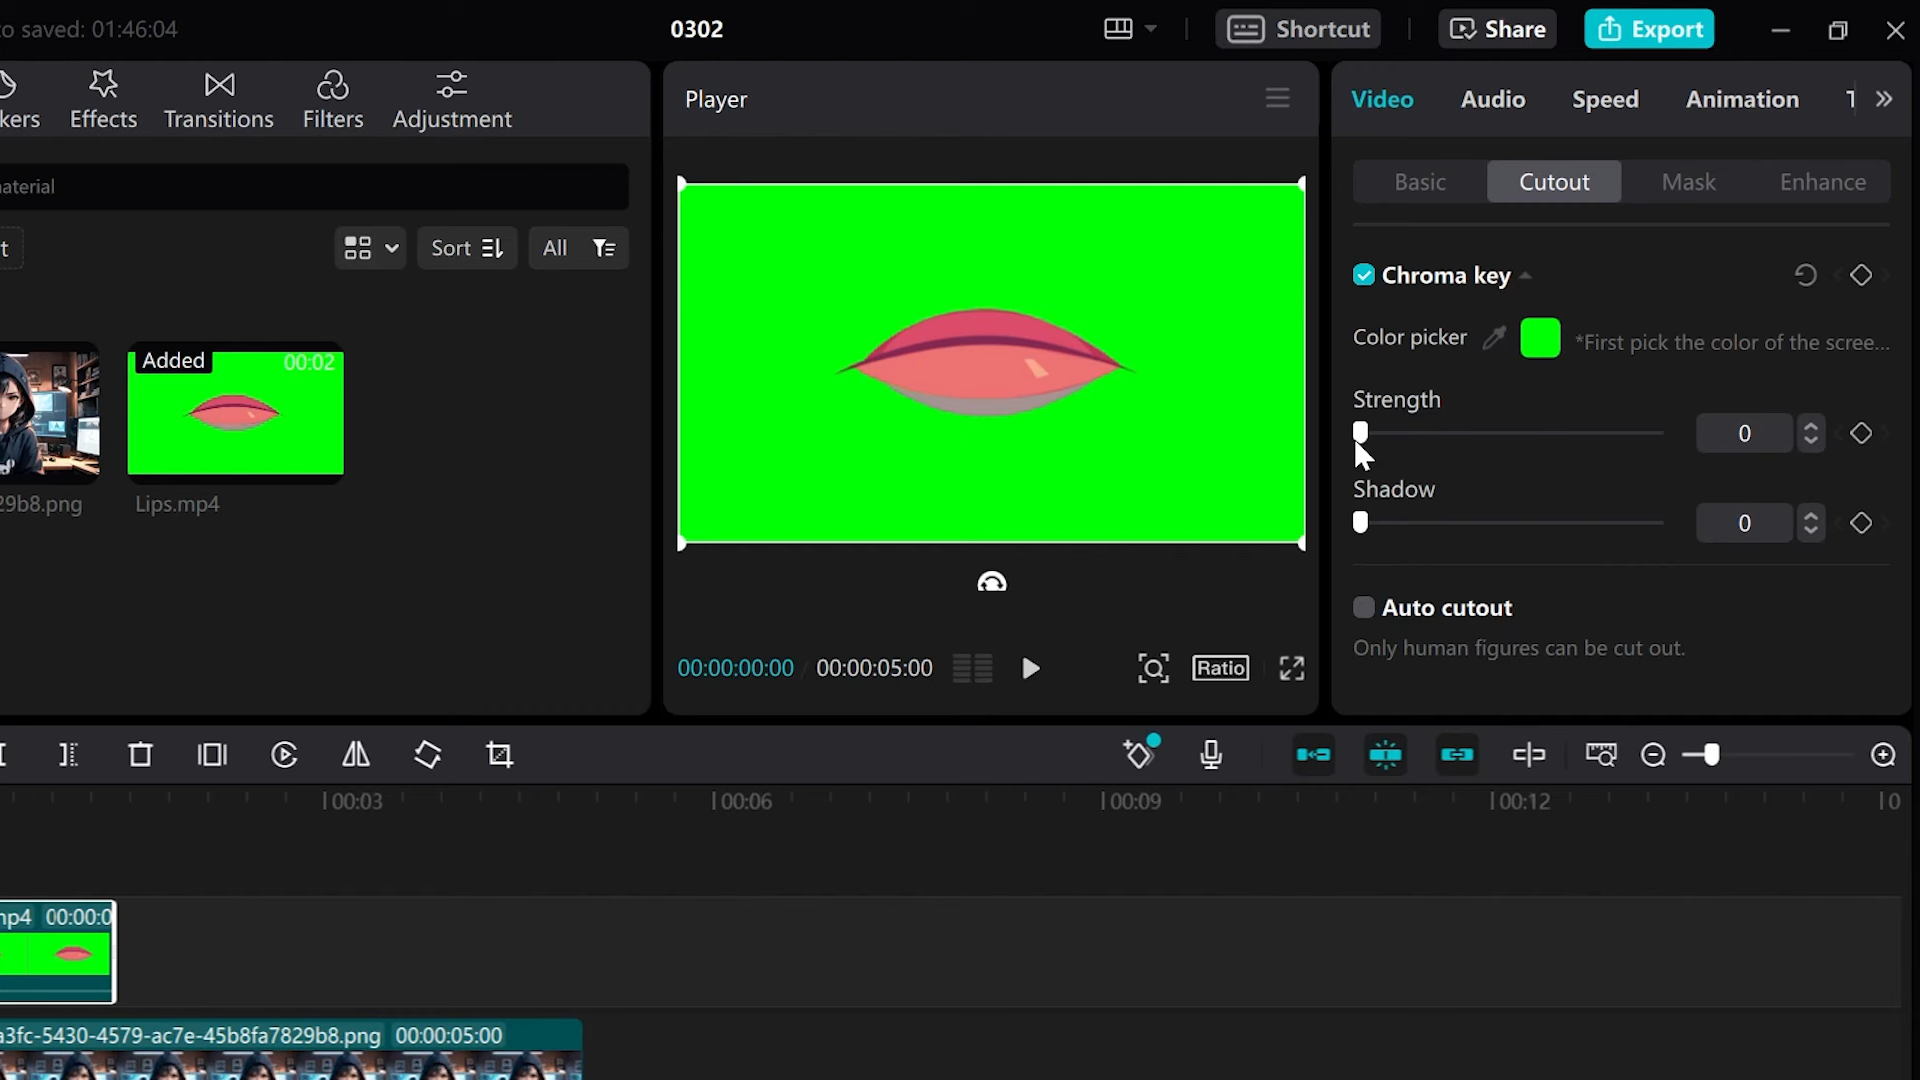 o saved: 01:46:04
0302
Shortcut
Share
Export
kers
Effects
Transitions
Filters
Adjustment
aterial
t
Sort
All
Added
00:02
29b8.png
Lips.mp4
Player
00:00:00:00
00:00:05:00
Ratio
Video
Audio
Speed
Animation
Basic
Cutout
Mask
Enhance
Chroma key
Color picker
*First pick the color of the scree...
Strength
0
Shadow
0
Auto cutout
Only human figures can be cut out.
00:03
00:06
00:09
00:12
0
mp4 00:00:0
a3fc-5430-4579-ac7e-45b8fa7829b8.png 00:00:05:00